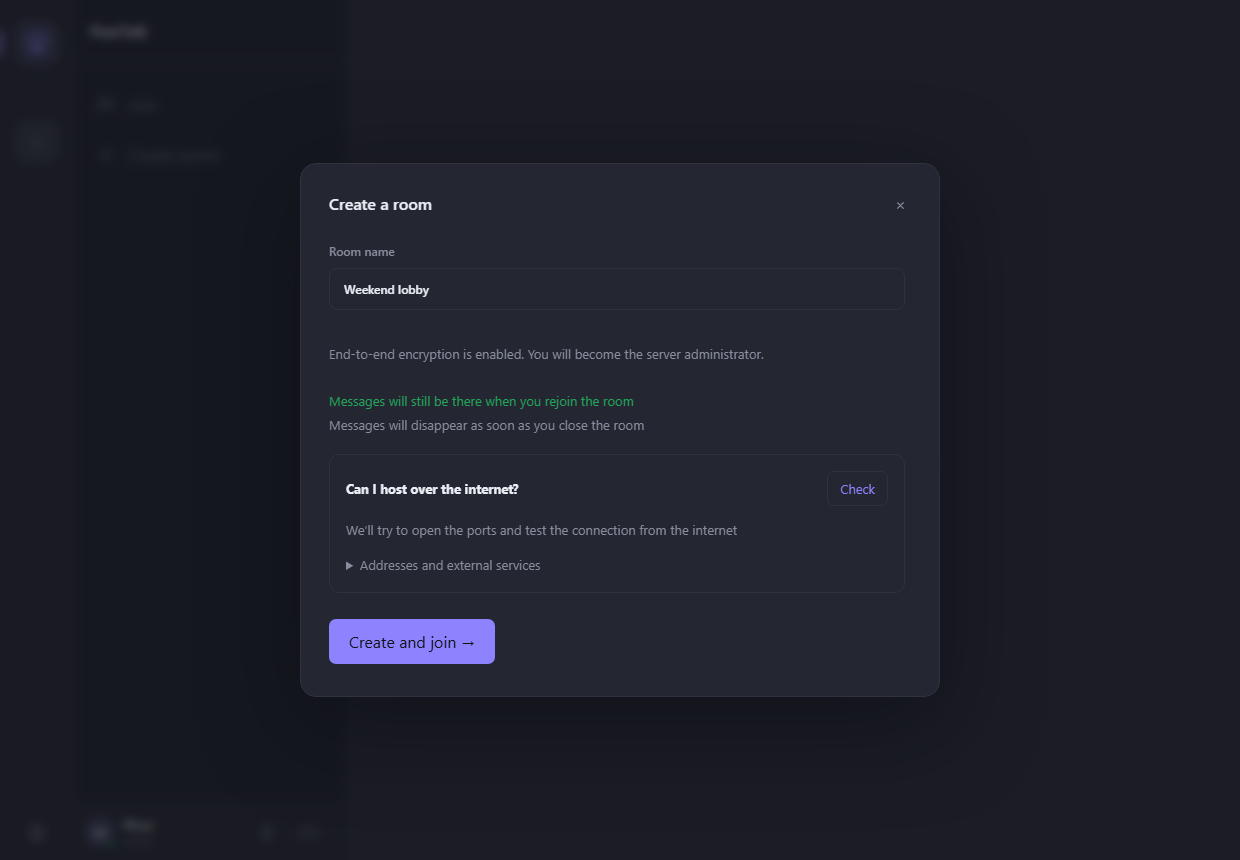 Create a room
×
Room name
Weekend lobby
End-to-end encryption is enabled. You will become the server administrator.
Messages will still be there when you rejoin the room
Messages will disappear as soon as you close the room
Can I host over the internet?
Check
We'll try to open the ports and test the connection from the internet
▶ Addresses and external services
Create and join →